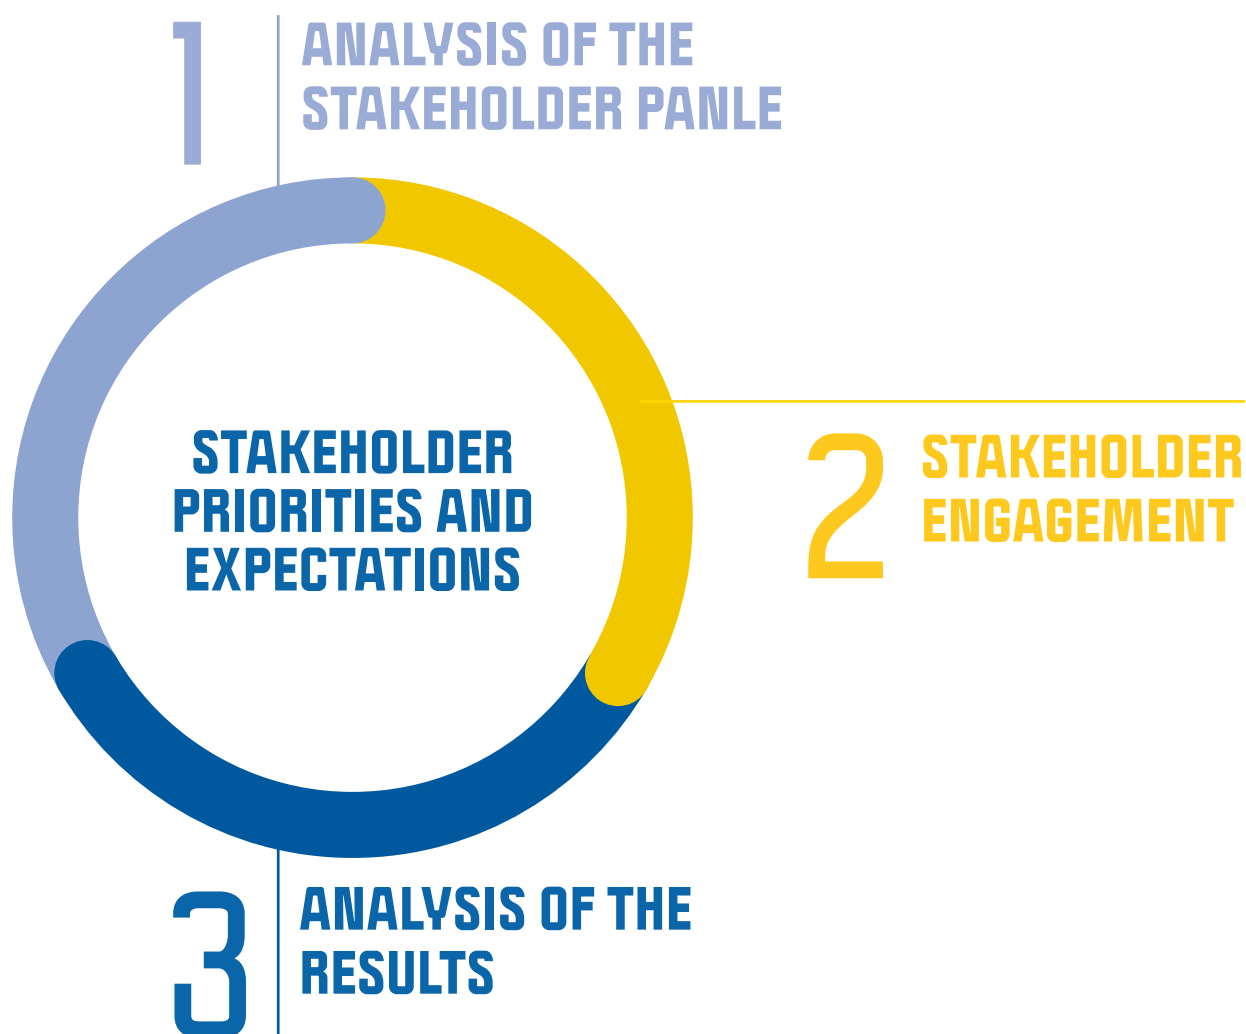 1
ANALYSIS OF THE
STAKEHOLDER PANLE
STAKEHOLDER
PRIORITIES AND
EXPECTATIONS
2
STAKEHOLDER
ENGAGEMENT
3
ANALYSIS OF THE
RESULTS